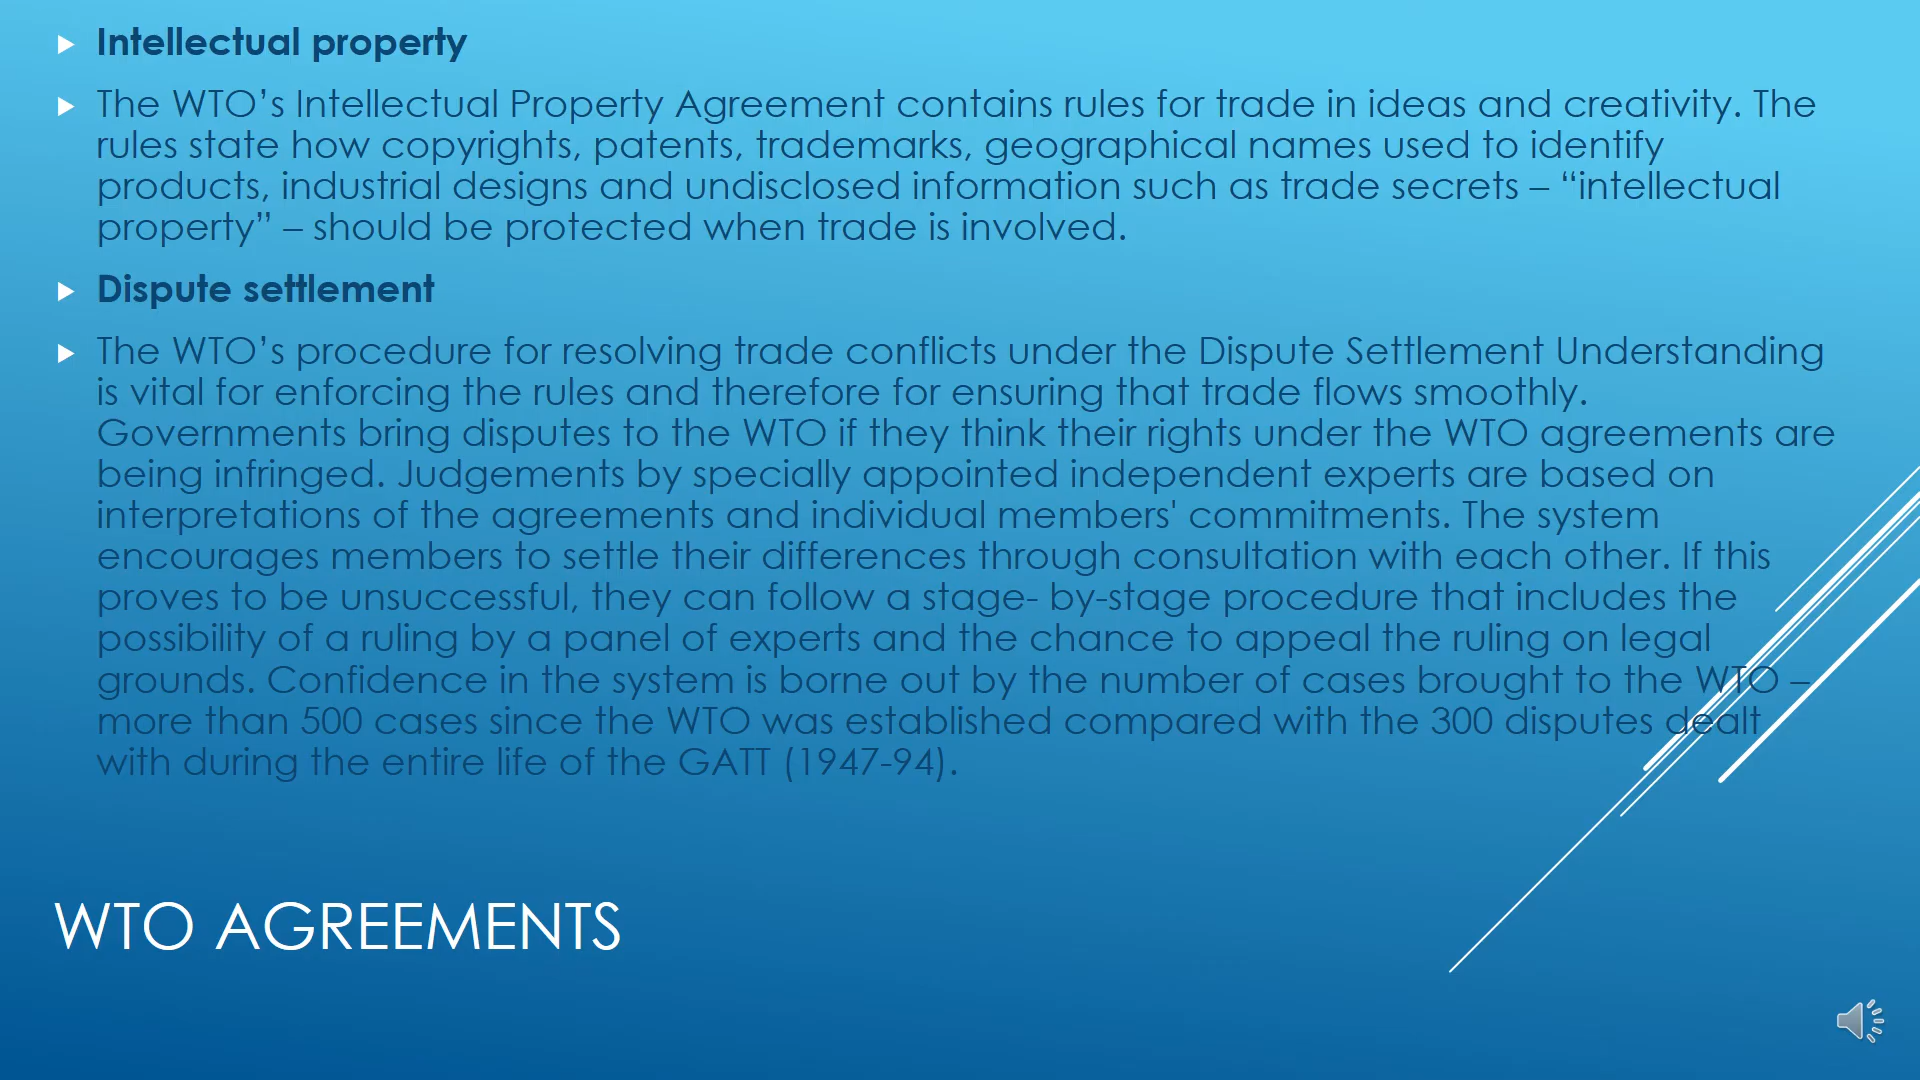 Intellectual property
The WTO’s Intellectual Property Agreement contains rules for trade in ideas and creativity. The
rules state how copyrights, patents, trademarks, geographical names used to identify
products, industrial designs and undisclosed information such as trade secrets – “intellectual
property” – should be protected when trade is involved.
Dispute settlement
The WTO’s procedure for resolving trade conflicts under the Dispute Settlement Understanding
is vital for enforcing the rules and therefore for ensuring that trade flows smoothly.
Governments bring disputes to the WTO if they think their rights under the WTO agreements are
being infringed. Judgements by specially appointed independent experts are based on
interpretations of the agreements and individual members' commitments. The system
encourages members to settle their differences through consultation with each other. If this
proves to be unsuccessful, they can follow a stage- by-stage procedure that includes the
possibility of a ruling by a panel of experts and the chance to appeal the ruling on legal
grounds. Confidence in the system is borne out by the number of cases brought to the WTO –
more than 500 cases since the WTO was established compared with the 300 disputes dealt
with during the entire life of the GATT (1947-94).
WTO AGREEMENTS